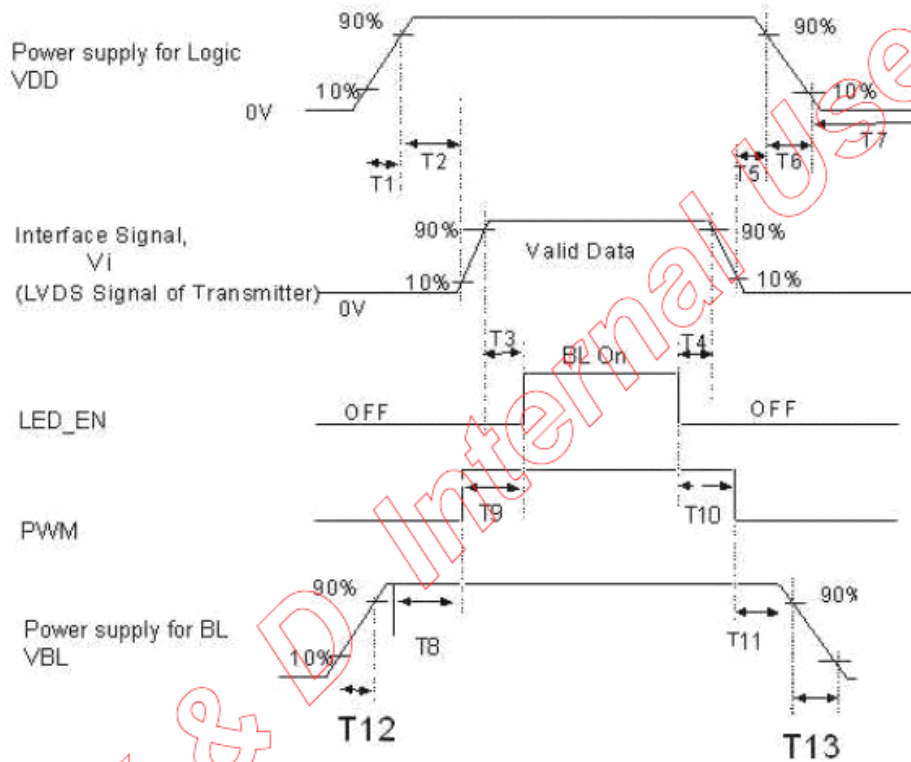 90%
90%
Power supply for Logic
VDD
10%
10%
0V
T1
T2
T5
T6
T7
Interface Signal,
Vi
(LVDS Signal of Transmitter)
90%
Valid Data
90%
10%
10%
0V
T3
BL On
T4
LED_EN
OFF
OFF
PWM
T9
T10
90%
90%
Power supply for BL
VBL
10%
T8
T11
T12
T13
& D Internal Use